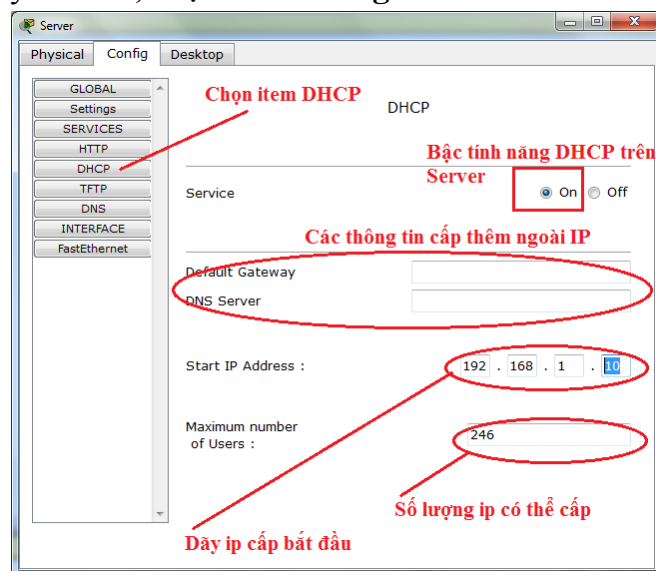 Server
Physical Config Desktop
GLOBAL
Settings
SERVICES
HTTP
DHCP
TFTP
DNS
INTERFACE
FastEthernet
Chọn item DHCP
DHCP
Bậc tính năng DHCP trên
Server
Service
On Off
Các thông tin cấp thêm ngoài IP
Default Gateway
DNS Server
Start IP Address : 192 . 168 . 1 . 10
Maximum number
of Users :
246
Số lượng ip có thể cấp
Dãy ip cấp bắt đầu